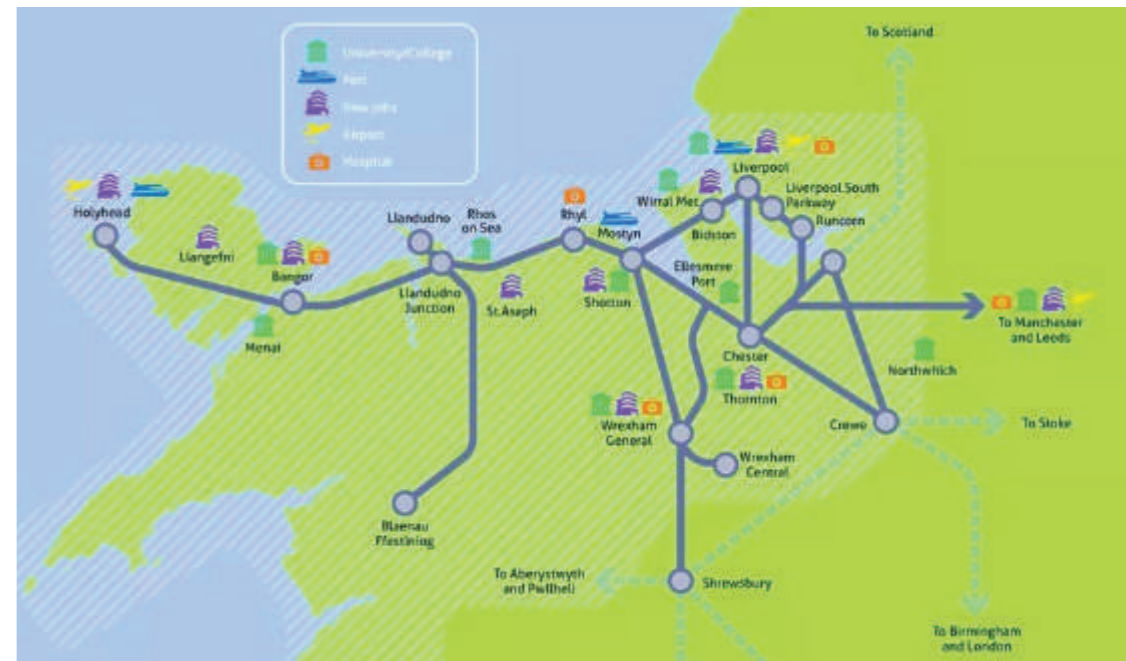 To Scotland
University/College
Port
New Jobs
Airport
Hospital
Liverpool
Holyhead
Llandudno
Rhos
on Sea
Rhyl
Mostyn
Wirral Met.
Liverpool South
Parkway
Runcorn
Bidston
Llangefni
Bangor
Llandudno
Junction
St.Asaph
Shotton
Ellesmere
Port
Menai
Chester
To Manchester
and Leeds
Northwhich
Thornton
Wrexham
General
Crewe
To Stoke
Wrexham
Central
Blaenau
Ffestining
To Aberystwyth
and Pwllheli
Shrewsbury
To Birmingham
and London